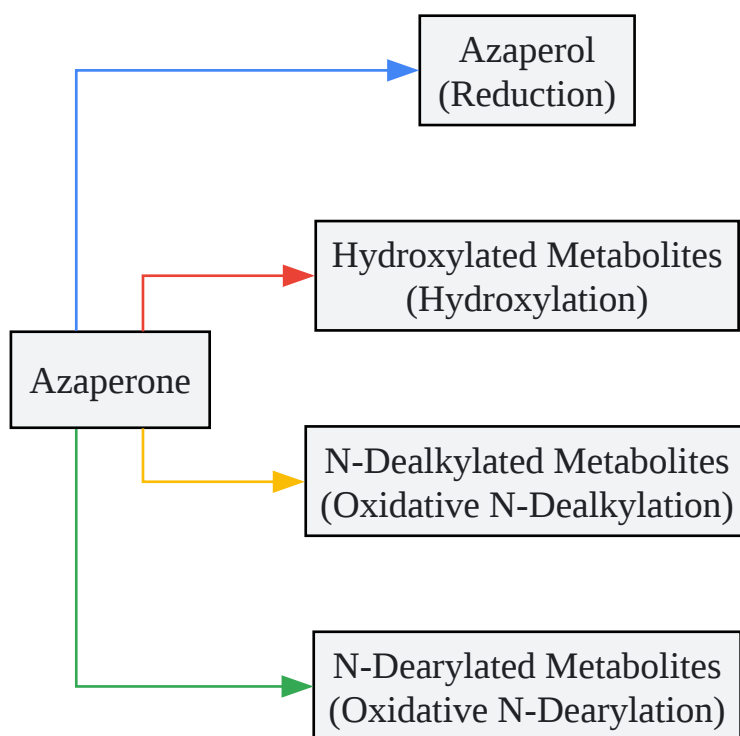 Azaperol
(Reduction)
Hydroxylated Metabolites
(Hydroxylation)
Azaperone
N-Dealkylated Metabolites
(Oxidative N-Dealkylation)
N-Dearylated Metabolites
(Oxidative N-Dearylation)